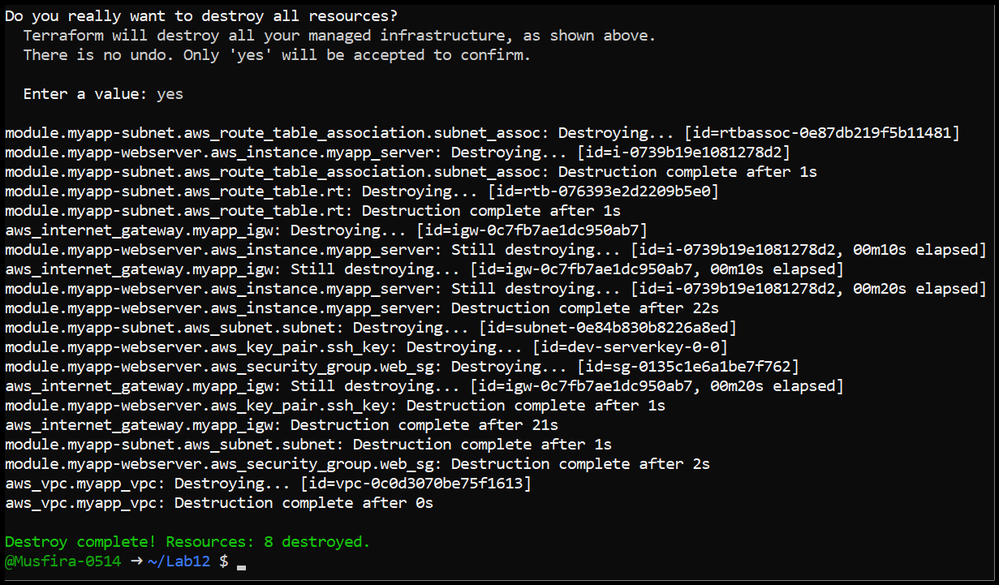 Do you really want to destroy all resources?
  Terraform will destroy all your managed infrastructure, as shown above.
  There is no undo. Only 'yes' will be accepted to confirm.

  Enter a value: yes

module.myapp-subnet.aws_route_table_association.subnet_assoc: Destroying... [id=rtbassoc-0e87db219f5b11481]
module.myapp-webserver.aws_instance.myapp_server: Destroying... [id=i-0739b19e1081278d2]
module.myapp-subnet.aws_route_table_association.subnet_assoc: Destruction complete after 1s
module.myapp-subnet.aws_route_table.rt: Destroying... [id=rtb-076393e2d2209b5e0]
module.myapp-subnet.aws_route_table.rt: Destruction complete after 1s
aws_internet_gateway.myapp_igw: Destroying... [id=igw-0c7fb7ae1dc950ab7]
module.myapp-webserver.aws_instance.myapp_server: Still destroying... [id=i-0739b19e1081278d2, 00m10s elapsed]
aws_internet_gateway.myapp_igw: Still destroying... [id=igw-0c7fb7ae1dc950ab7, 00m10s elapsed]
module.myapp-webserver.aws_instance.myapp_server: Still destroying... [id=i-0739b19e1081278d2, 00m20s elapsed]
module.myapp-webserver.aws_instance.myapp_server: Destruction complete after 22s
module.myapp-subnet.aws_subnet.subnet: Destroying... [id=subnet-0e84b830b8226a8ed]
module.myapp-webserver.aws_key_pair.ssh_key: Destroying... [id=dev-serverkey-0-0]
module.myapp-webserver.aws_security_group.web_sg: Destroying... [id=sg-0135c1e6a1be7f762]
aws_internet_gateway.myapp_igw: Still destroying... [id=igw-0c7fb7ae1dc950ab7, 00m20s elapsed]
module.myapp-webserver.aws_key_pair.ssh_key: Destruction complete after 1s
aws_internet_gateway.myapp_igw: Destruction complete after 21s
module.myapp-subnet.aws_subnet.subnet: Destruction complete after 1s
module.myapp-webserver.aws_security_group.web_sg: Destruction complete after 2s
aws_vpc.myapp_vpc: Destroying... [id=vpc-0c0d3070be75f1613]
aws_vpc.myapp_vpc: Destruction complete after 0s

Destroy complete! Resources: 8 destroyed.
@Musfira-0514 ➜ ~/Lab12 $